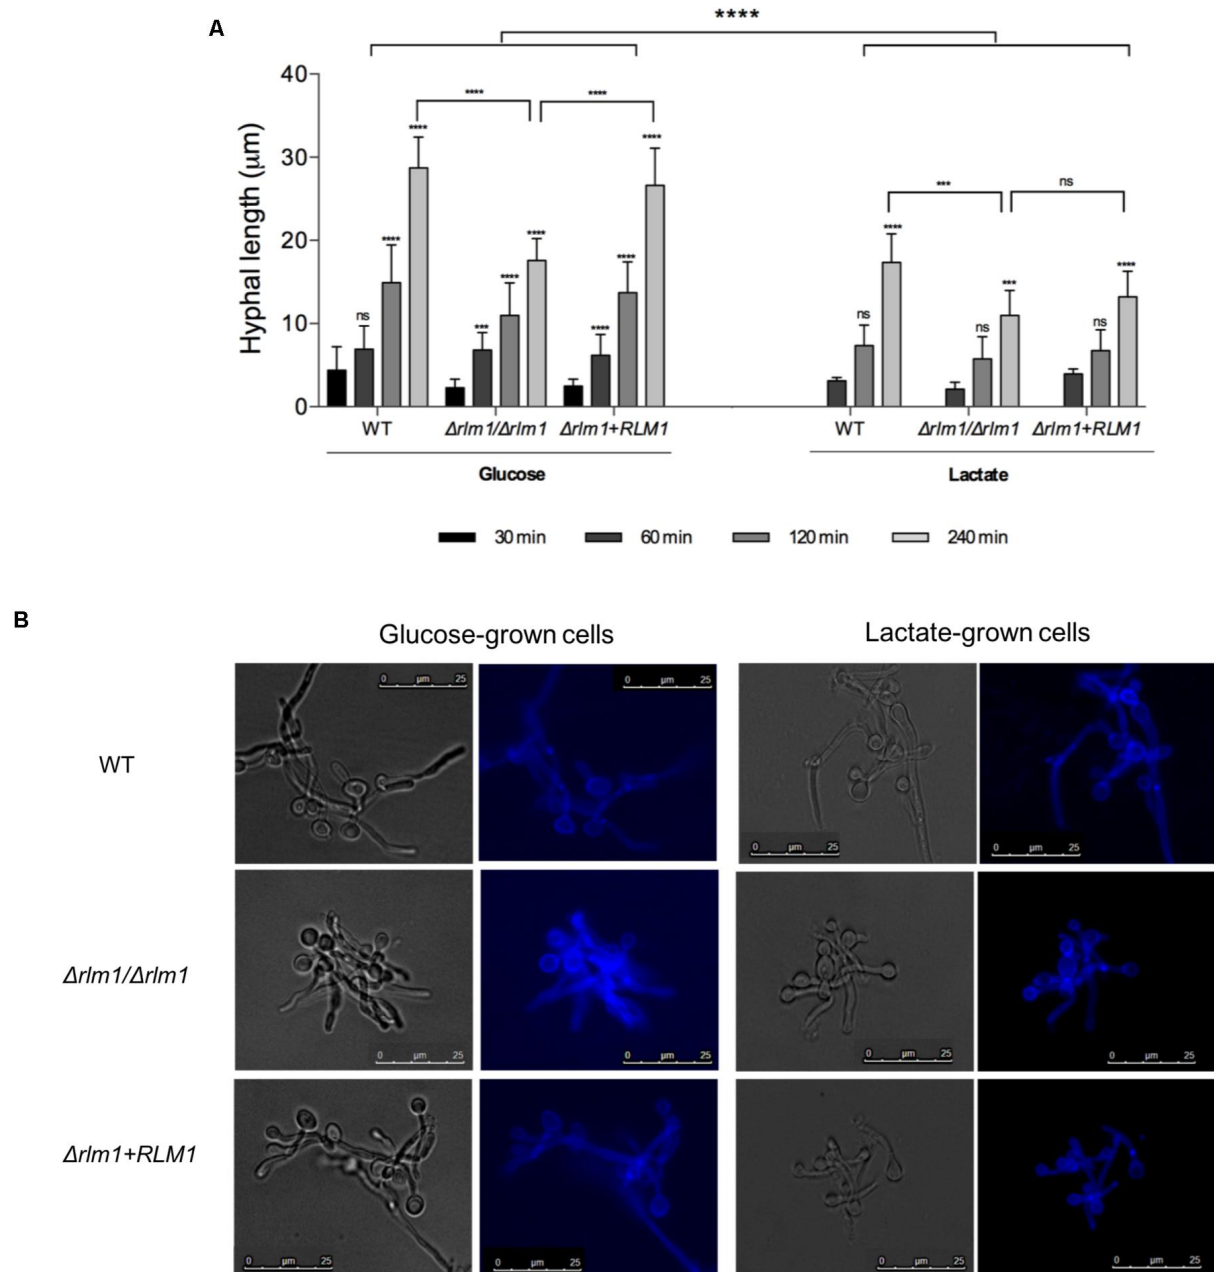 A
****
40
30
20
10
0
Hyphal length (μm)
**** ****
**** **** **** **** ****
ns *** **** ****
*** ns
**** *** ****
ns ns ns
WT Δrlm1/Δrlm1 Δrlm1+RLM1 WT Δrlm1/Δrlm1 Δrlm1+RLM1
Glucose Lactate
30 min 60 min 120 min 240 min
B
Glucose-grown cells Lactate-grown cells
WT
0 μm 25
0 μm 25
0 μm 25
0 μm 25
Δrlm1/Δrlm1
0 μm 25
0 μm 25
0 μm 25
0 μm 25
Δrlm1+RLM1
0 μm 25
0 μm 25
0 μm 25
0 μm 25